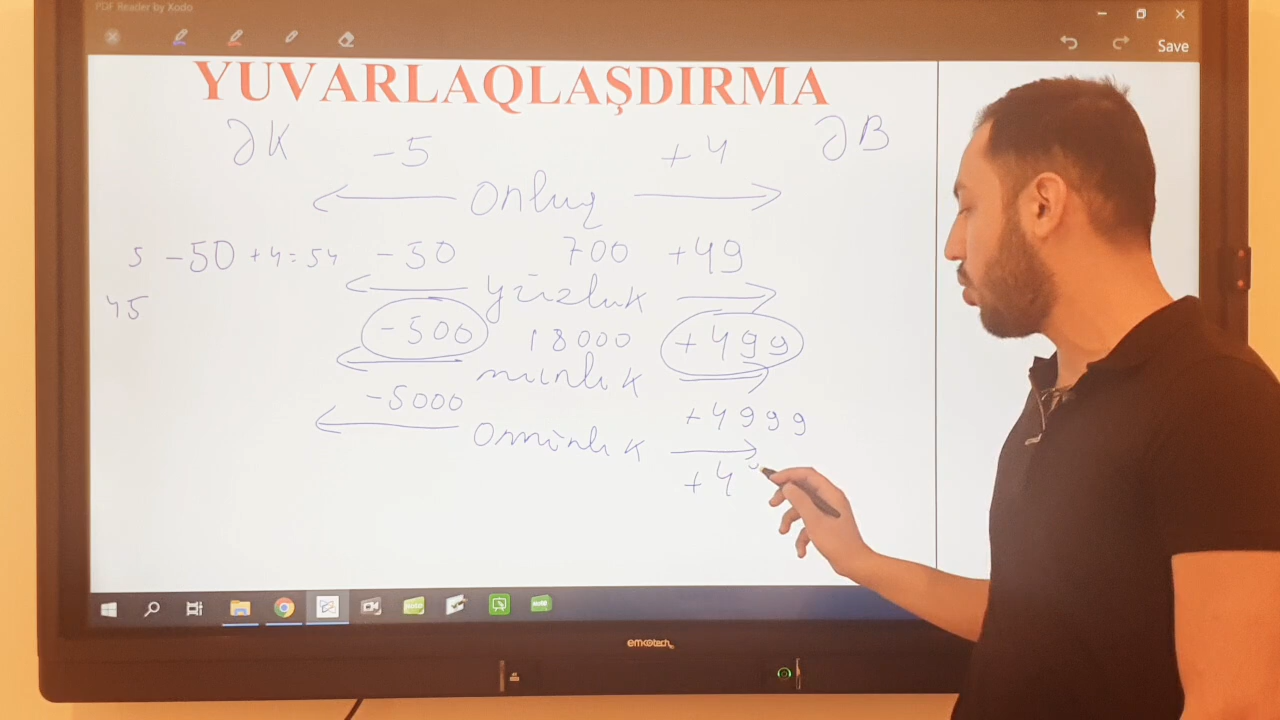 PDF Reader by Xodo
Save
YUVARLAQLAŞDIRMA
ƏK -5 +4 ƏB
Onluq
5 -50 +4=54 -50 700 +49
45 yüzlük
-500 18000 +499
minlik
-5000 +4999
Onminlik
+4
emkotech